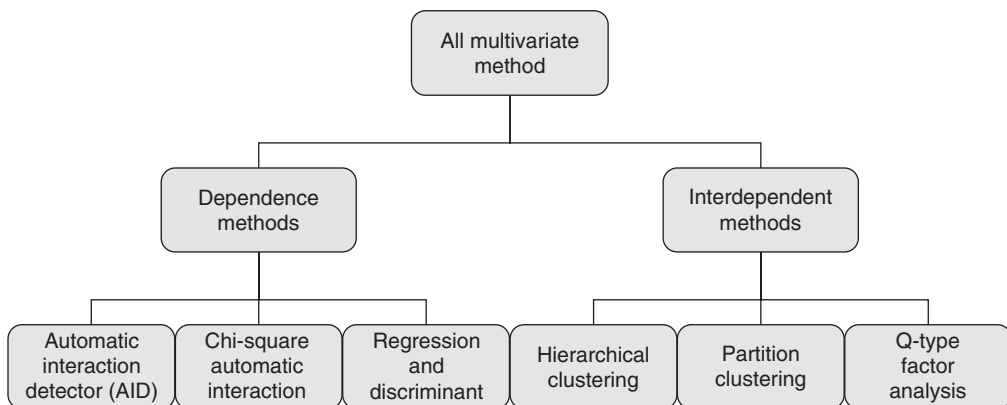 All multivariate
method
Dependence
methods
Interdependent
methods
Automatic
interaction
detector (AID)
Chi-square
automatic
interaction
Regression
and
discriminant
Hierarchical
clustering
Partition
clustering
Q-type
factor
analysis